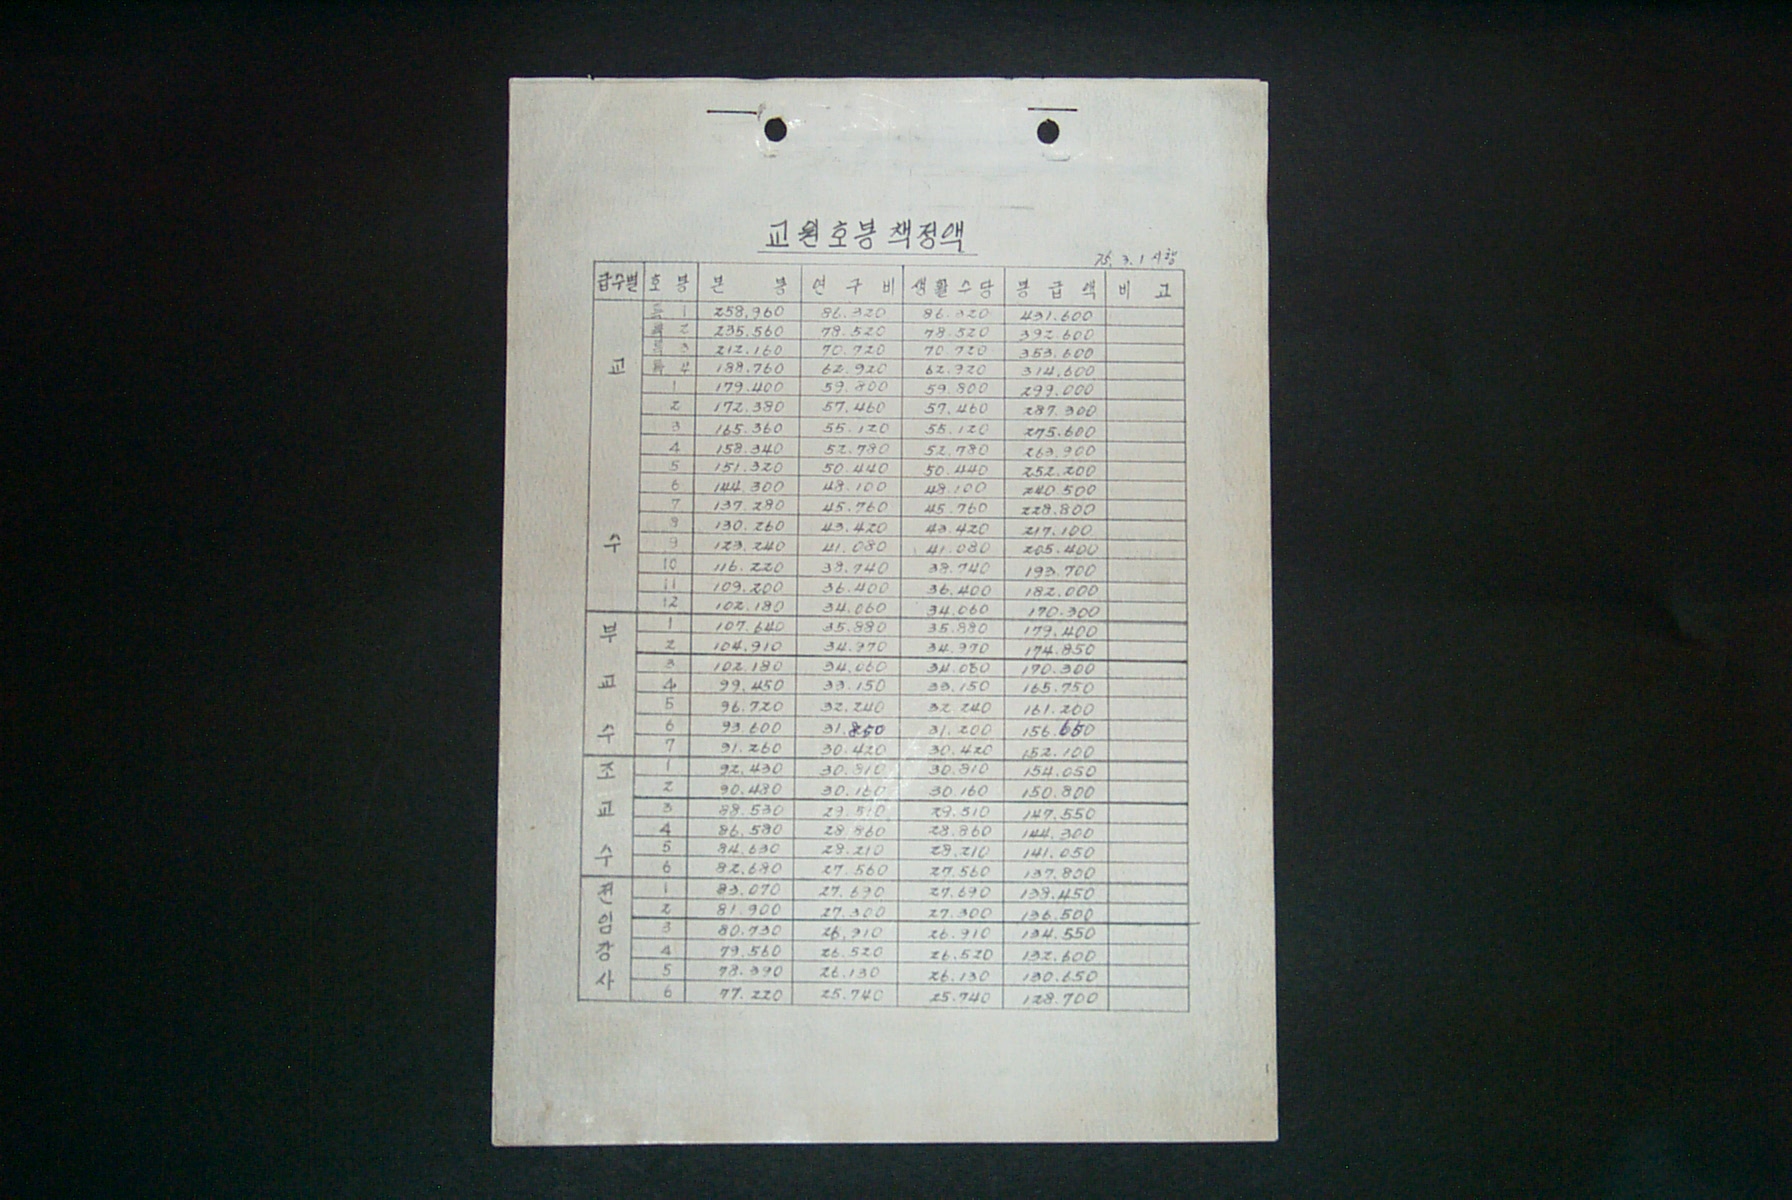 교원호봉책정액
75. 3. 1 시행
급수별 호봉 본봉 연구비 생활수당 봉급액 비고
교수
특 1 258,960 86.320 86.320 431.600
특 2 235.560 78.520 78.520 392.600
특 3 212.160 70.720 70.720 353.600
특 4 188.760 62.920 62.920 314.600
1 179.400 59.800 59.800 299.000
2 172.380 57.460 57.460 287.300
3 165.360 55.120 55.120 275.600
4 158.340 52.780 52.780 263.900
5 151.320 50.440 50.440 252.200
6 144.300 48.100 48.100 240.500
7 137.280 45.760 45.760 228.800
8 130.260 43.420 43.420 217.100
9 123.240 41.080 41.080 205.400
10 116.220 38.740 38.740 193.700
11 109.200 36.400 36.400 182.000
12 102.180 34.060 34.060 170.300
부교수
1 107.640 35.880 35.880 179.400
2 104.910 34.970 34.970 174.850
3 102.180 34.060 34.060 170.300
4 99.450 33.150 33.150 165.750
5 96.720 32.240 32.240 161.200
6 93.600 31.850 31.200 156.650
7 91.260 30.420 30.420 152.100
조교수
1 92.430 30.810 30.810 154.050
2 90.480 30.160 30.160 150.800
3 88.530 29.510 29.510 147.550
4 86.580 28.860 28.860 144.300
5 84.630 28.210 28.210 141.050
6 82.680 27.560 27.560 137.800
전임강사
1 83.070 27.690 27.690 138.450
2 81.900 27.300 27.300 136.500
3 80.730 26.910 26.910 134.550
4 79.560 26.520 26.520 132.600
5 78.390 26.130 26.130 130.650
6 77.220 25.740 25.740 128.700